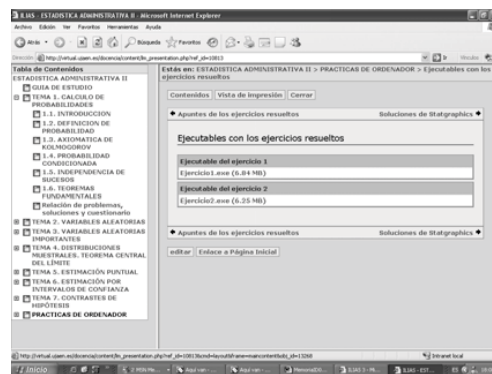 ILIAS - ESTADISTICA ADMINISTRATIVA II - Microsoft Internet Explorer
Archivo Edición Ver Favoritos Herramientas Ayuda
Atrás Búsqueda Favoritos
Tabla de Contenidos
ESTADISTICA ADMINISTRATIVA II
GUIA DE ESTUDIO
TEMA 1. CALCULO DE
PROBABILIDADES
1.1. INTRODUCCION
1.2. DEFINICION DE
PROBABILIDAD
1.3. AXIOMATICA DE
KOLMOGOROV
1.4. PROBABILIDAD
CONDICIONADA
1.5. INDEPENDENCIA DE
SUCESOS
1.6. TEOREMAS
FUNDAMENTALES
Relación de problemas,
soluciones y cuestionario
TEMA 2. VARIABLES ALEATORIAS
TEMA 3. VARIABLES ALEATORIAS
IMPORTANTES
TEMA 4. DISTRIBUCIONES
MUESTRALES. TEOREMA CENTRAL
DEL LÍMITE
TEMA 5. ESTIMACIÓN PUNTUAL
TEMA 6. ESTIMACIÓN POR
INTERVALOS DE CONFIANZA
TEMA 7. CONTRASTES DE
HIPÓTESIS
PRACTICAS DE ORDENADOR
Estás en: ESTADISTICA ADMINISTRATIVA II > PRACTICAS DE ORDENADOR > Ejecutables con los
ejercicios resueltos
Contenidos Vista de impresión Cerrar
Apuntes de los ejercicios resueltos Soluciones de Statgraphics
Ejecutables con los ejercicios resueltos
Ejecutable del ejercicio 1
Ejercicio1.exe (6.84 MB)
Ejecutable del ejercicio 2
Ejercicio2.exe (6.25 MB)
Apuntes de los ejercicios resueltos Soluciones de Statgraphics
editar Enlace a Página Inicial
Intranet local
Inicio